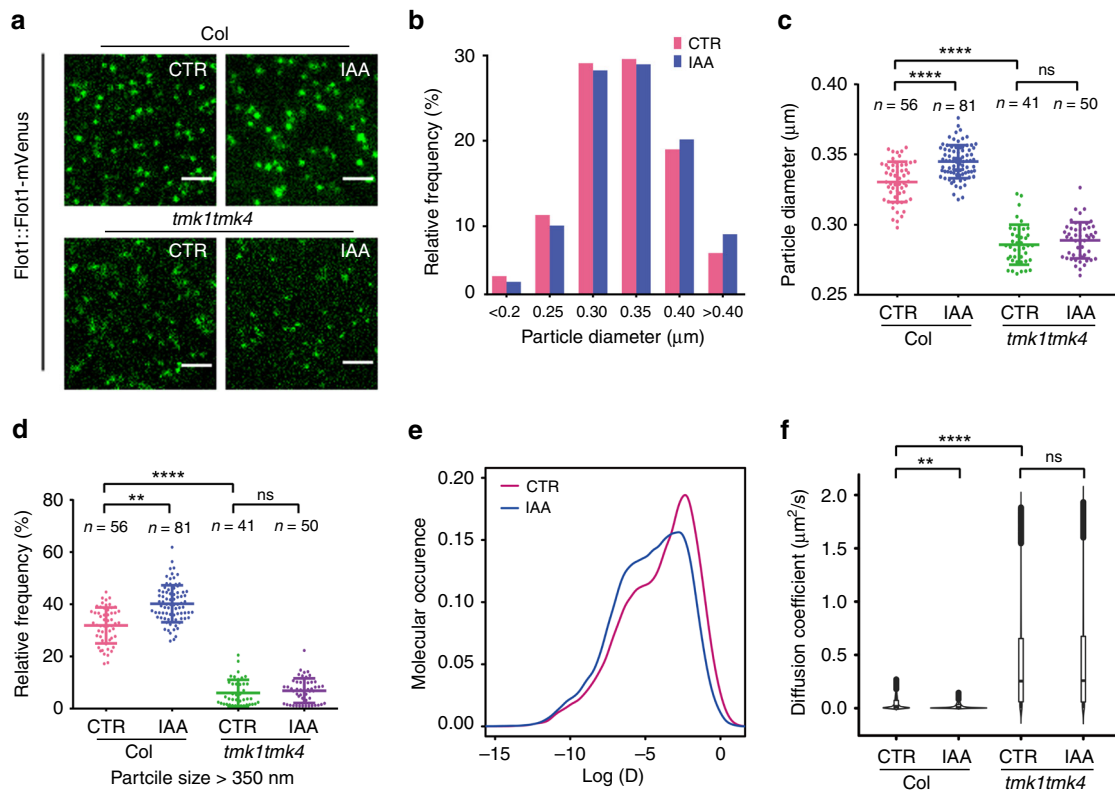 a
Col
CTR
IAA
Flot1::Flot1-mVenus
tmk1tmk4
CTR
IAA
b
CTR
IAA
Relative frequency (%)
30
20
10
0
<0.2 0.25 0.30 0.35 0.40 >0.40
Particle diameter (μm)
c
****
**** ns
n = 56 n = 81 n = 41 n = 50
Particle diameter (μm)
0.40
0.35
0.30
0.25
CTR IAA CTR IAA
Col tmk1tmk4
d
****
** ns
n = 56 n = 81 n = 41 n = 50
Relative frequency (%)
80
60
40
20
0
CTR IAA CTR IAA
Col tmk1tmk4
Partcile size > 350 nm
e
CTR
IAA
Molecular occurrence
0.20
0.15
0.10
0.05
0.00
−15 −10 −5 0
Log (D)
f
****
** ns
Diffusion coefficient (μm²/s)
2.0
1.5
1.0
0.5
0.0
CTR IAA CTR IAA
Col tmk1tmk4